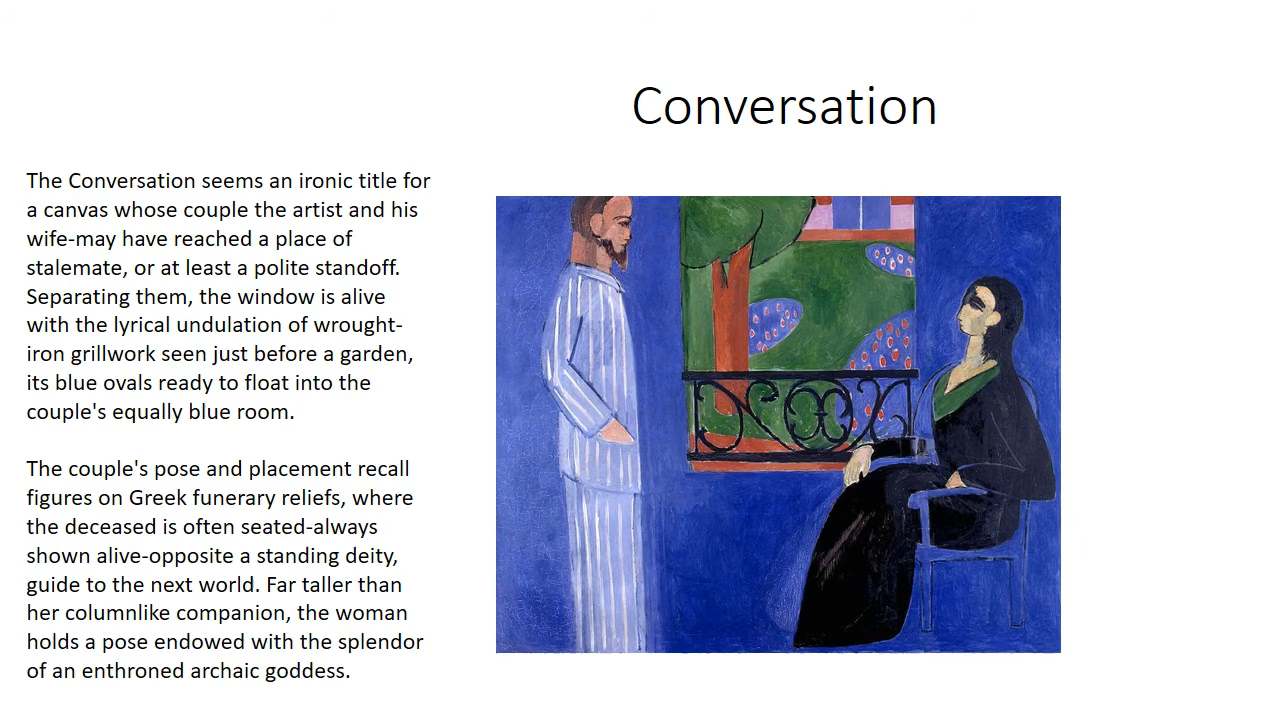 Conversation
The Conversation seems an ironic title for
a canvas whose couple the artist and his
wife-may have reached a place of
stalemate, or at least a polite standoff.
Separating them, the window is alive
with the lyrical undulation of wrought-
iron grillwork seen just before a garden,
its blue ovals ready to float into the
couple's equally blue room.
The couple's pose and placement recall
figures on Greek funerary reliefs, where
the deceased is often seated-always
shown alive-opposite a standing deity,
guide to the next world. Far taller than
her columnlike companion, the woman
holds a pose endowed with the splendor
of an enthroned archaic goddess.